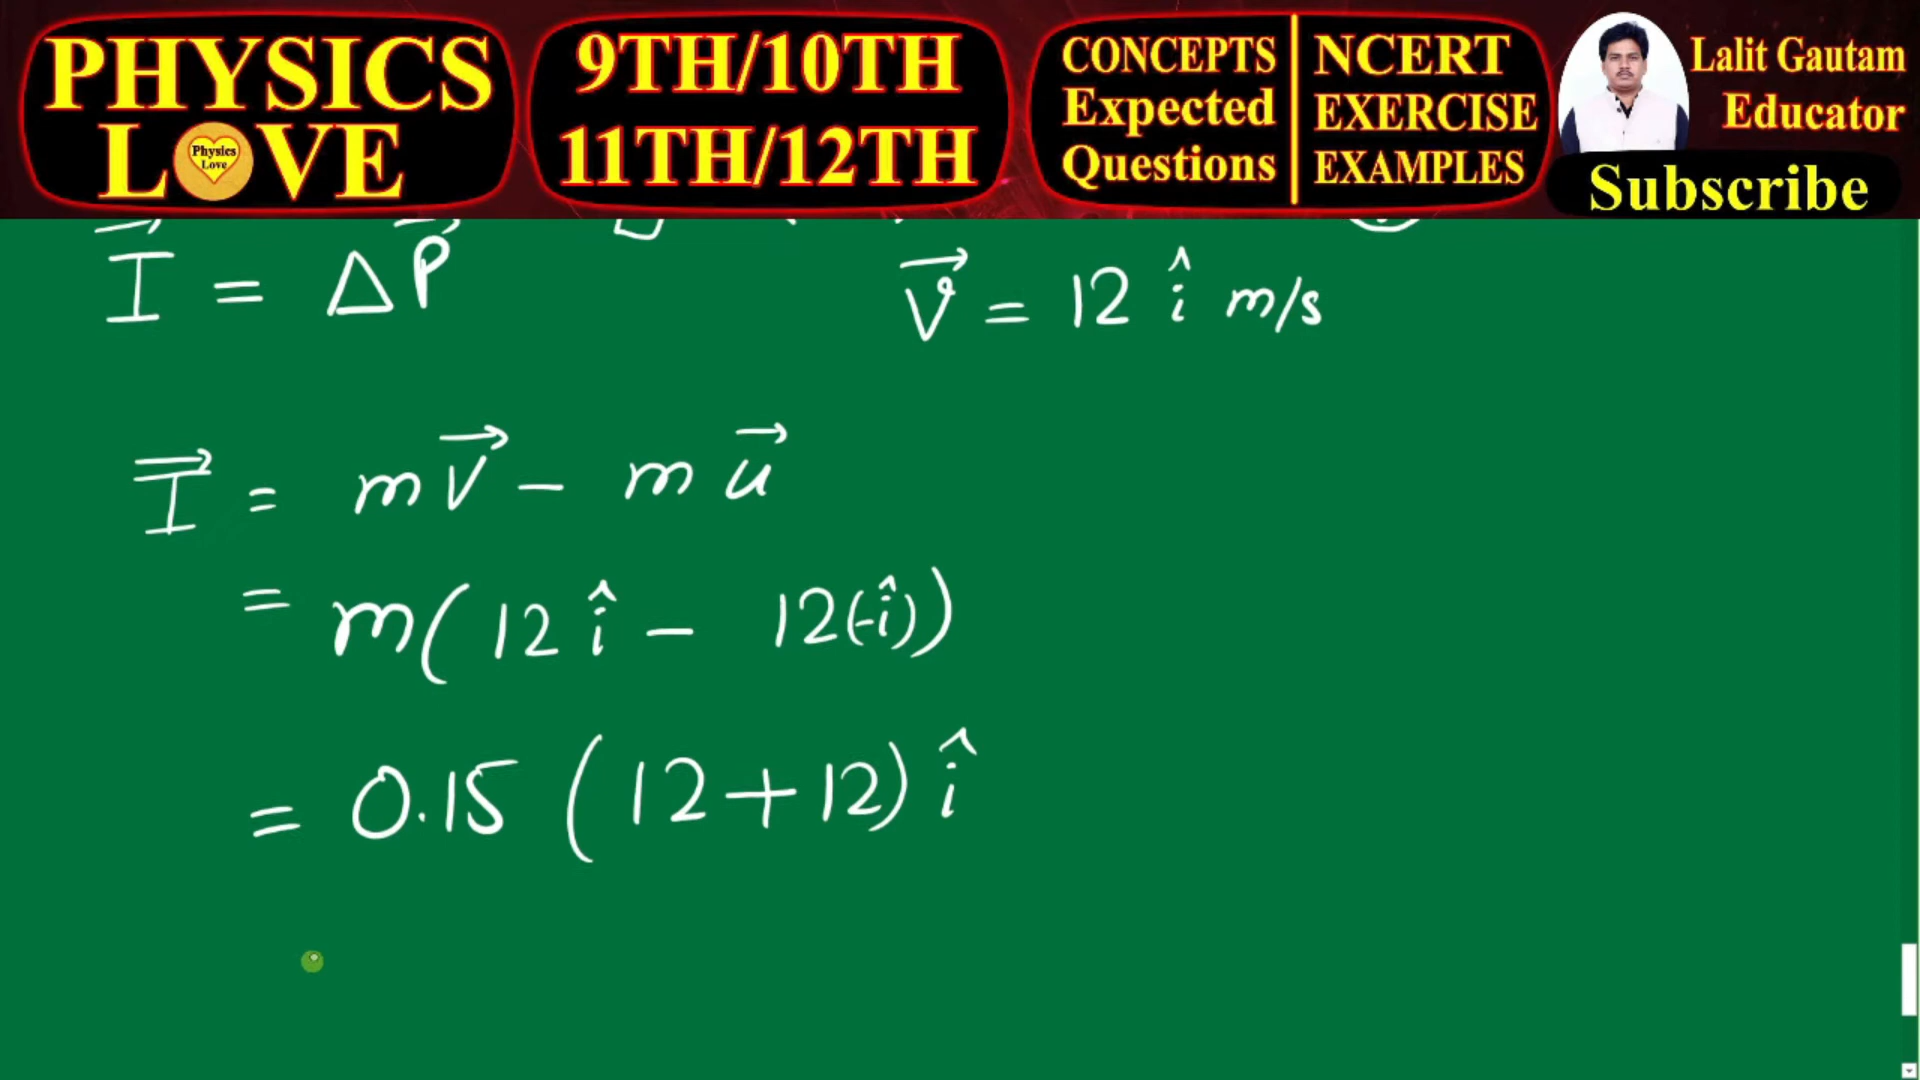 PHYSICS
LOVE
Physics
Love
9TH/10TH
11TH/12TH
CONCEPTS
Expected
Questions
NCERT
EXERCISE
EXAMPLES
Lalit Gautam
Educator
Subscribe
I⃗ = ΔP⃗
V⃗ = 12 î m/s
I⃗ = mV⃗ - mu⃗
= m(12 î - 12(-î))
= 0.15 (12+12) î